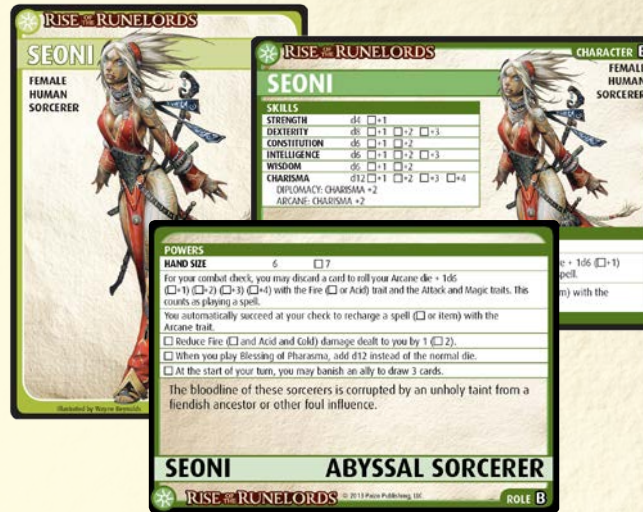 RISE OF THE RUNELORDS
SEONI
FEMALE
HUMAN
SORCERER
Illustrated by Wayne Reynolds
RISE OF THE RUNELORDS
CHARACTER B
SEONI
FEMALE
HUMAN
SORCERER
SKILLS
STRENGTH d4 □+1
DEXTERITY d8 □+1 □+2 □+3
CONSTITUTION d6 □+1 □+2
INTELLIGENCE d6 □+1 □+2 □+3
WISDOM d6 □+1 □+2
CHARISMA d12 □+1 □+2 □+3 □+4
DIPLOMACY: CHARISMA +2
ARCANE: CHARISMA +2
+ 1d6 (□+1)
with the
POWERS
HAND SIZE 6 □ 7
For your combat check, you may discard a card to roll your Arcane die + 1d6
(□+1) (□+2) (□+3) (□+4) with the Fire (□ or Acid) trait and the Attack and Magic traits. This
counts as playing a spell.
You automatically succeed at your check to recharge a spell (□ or item) with the
Arcane trait.
□ Reduce Fire (□ and Acid and Cold) damage dealt to you by 1 (□ 2).
□ When you play Blessing of Pharasma, add d12 instead of the normal die.
□ At the start of your turn, you may banish an ally to draw 3 cards.
The bloodline of these sorcerers is corrupted by an unholy taint from a
fiendish ancestor or other foul influence.
SEONI ABYSSAL SORCERER
RISE OF THE RUNELORDS © 2013 Paizo Publishing, LLC. ROLE B